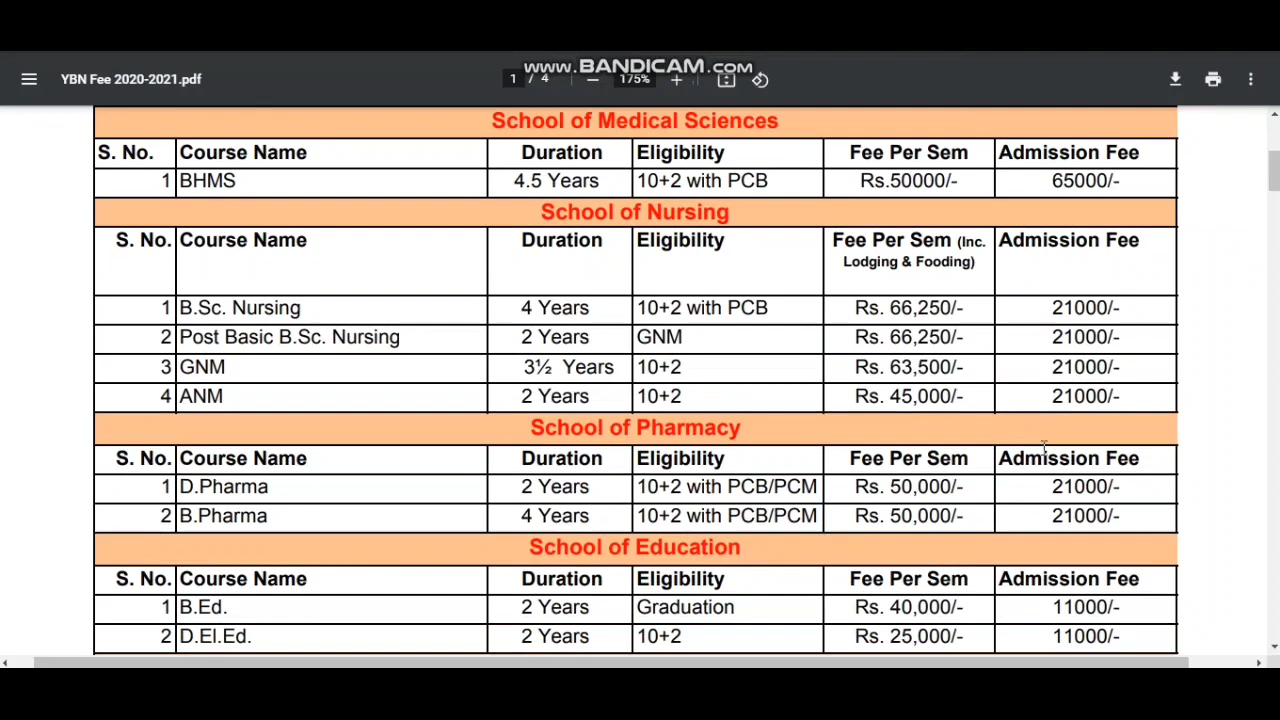 www.BANDICAM.com
YBN Fee 2020-2021.pdf 1 / 4 175%
School of Medical Sciences
S. No. Course Name Duration Eligibility Fee Per Sem Admission Fee
1 BHMS 4.5 Years 10+2 with PCB Rs.50000/- 65000/-
School of Nursing
S. No. Course Name Duration Eligibility Fee Per Sem (Inc. Admission Fee
Lodging & Fooding)
1 B.Sc. Nursing 4 Years 10+2 with PCB Rs. 66,250/- 21000/-
2 Post Basic B.Sc. Nursing 2 Years GNM Rs. 66,250/- 21000/-
3 GNM 3½ Years 10+2 Rs. 63,500/- 21000/-
4 ANM 2 Years 10+2 Rs. 45,000/- 21000/-
School of Pharmacy
S. No. Course Name Duration Eligibility Fee Per Sem Admission Fee
1 D.Pharma 2 Years 10+2 with PCB/PCM Rs. 50,000/- 21000/-
2 B.Pharma 4 Years 10+2 with PCB/PCM Rs. 50,000/- 21000/-
School of Education
S. No. Course Name Duration Eligibility Fee Per Sem Admission Fee
1 B.Ed. 2 Years Graduation Rs. 40,000/- 11000/-
2 D.El.Ed. 2 Years 10+2 Rs. 25,000/- 11000/-